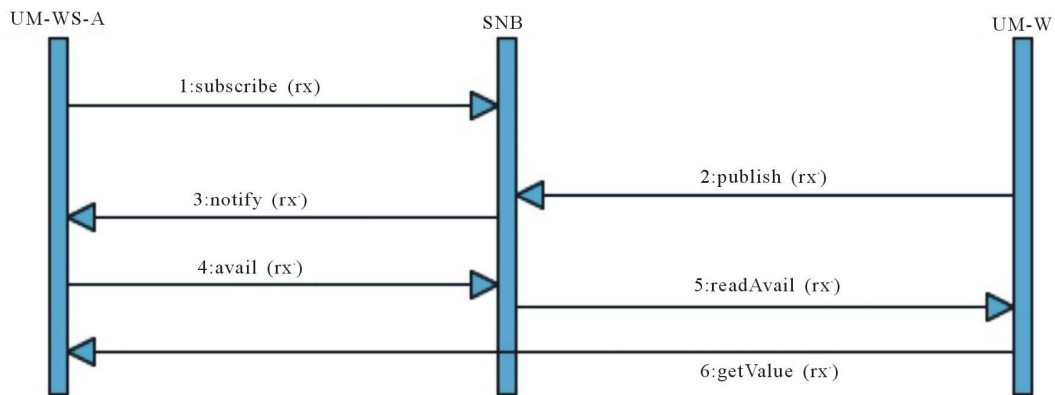 UM-WS-A
SNB
UM-W
1:subscribe (rx)
2:publish (rx·)
3:notify (rx·)
4:avail (rx·)
5:readAvail (rx·)
6:getValue (rx·)